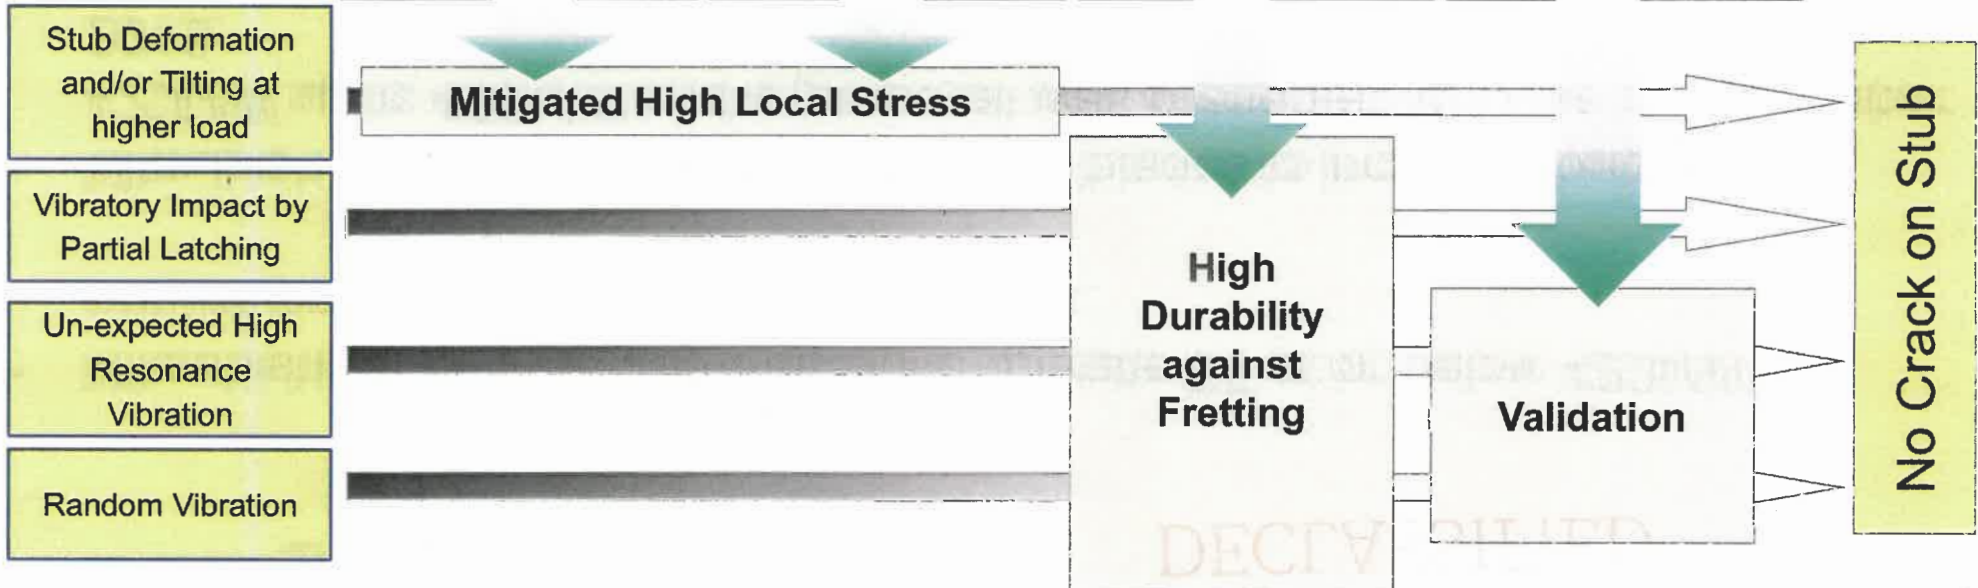 Stub Deformation
and/or Tilting at
higher load
Mitigated High Local Stress
Vibratory Impact by
Partial Latching
Un-expected High
Resonance
Vibration
Random Vibration
High
Durability
against
Fretting
Validation
No Crack on Stub